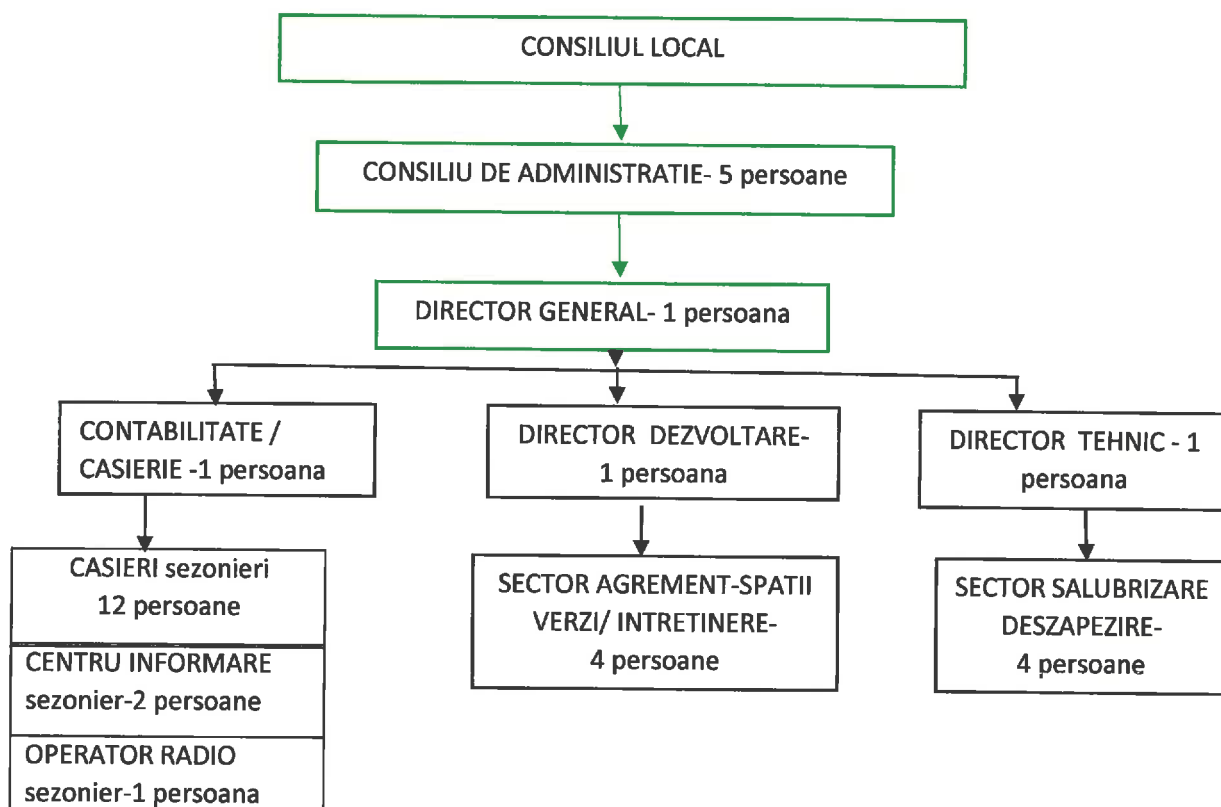 CONSILIUL LOCAL
CONSILIU DE ADMINISTRATIE- 5 persoane
DIRECTOR GENERAL- 1 persoana
CONTABILITATE /
CASIERIE -1 persoana
DIRECTOR DEZVOLTARE-
1 persoana
DIRECTOR TEHNIC - 1
persoana
CASIERI sezonieri
12 persoane
CENTRU INFORMARE
sezonier-2 persoane
OPERATOR RADIO
sezonier-1 persoana
SECTOR AGREMENT-SPATII
VERZI/ INTRETINERE-
4 persoane
SECTOR SALUBRIZARE
DESZAPEZIRE-
4 persoane